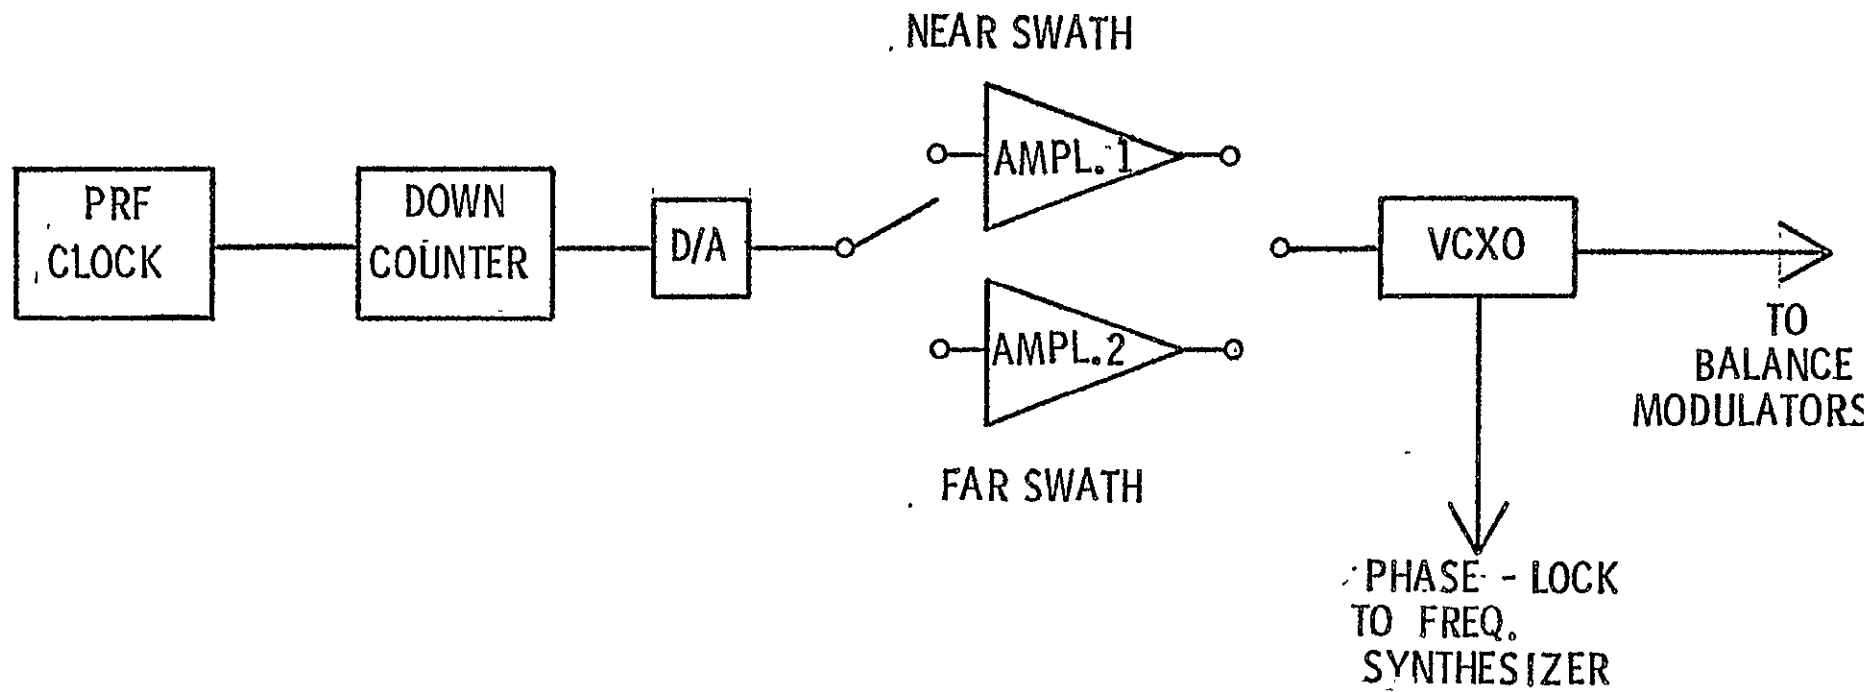 NEAR SWATH
AMPL. 1
PRF
CLOCK
DOWN
COUNTER
D/A
VCXO
AMPL. 2
TO
BALANCE
MODULATORS
FAR SWATH
PHASE - LOCK
TO FREQ.
SYNTHESIZER